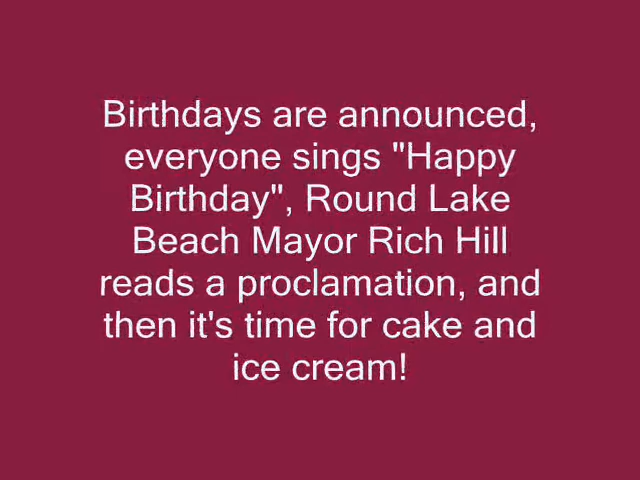 Birthdays are announced,
everyone sings "Happy
Birthday", Round Lake
Beach Mayor Rich Hill
reads a proclamation, and
then it's time for cake and
ice cream!